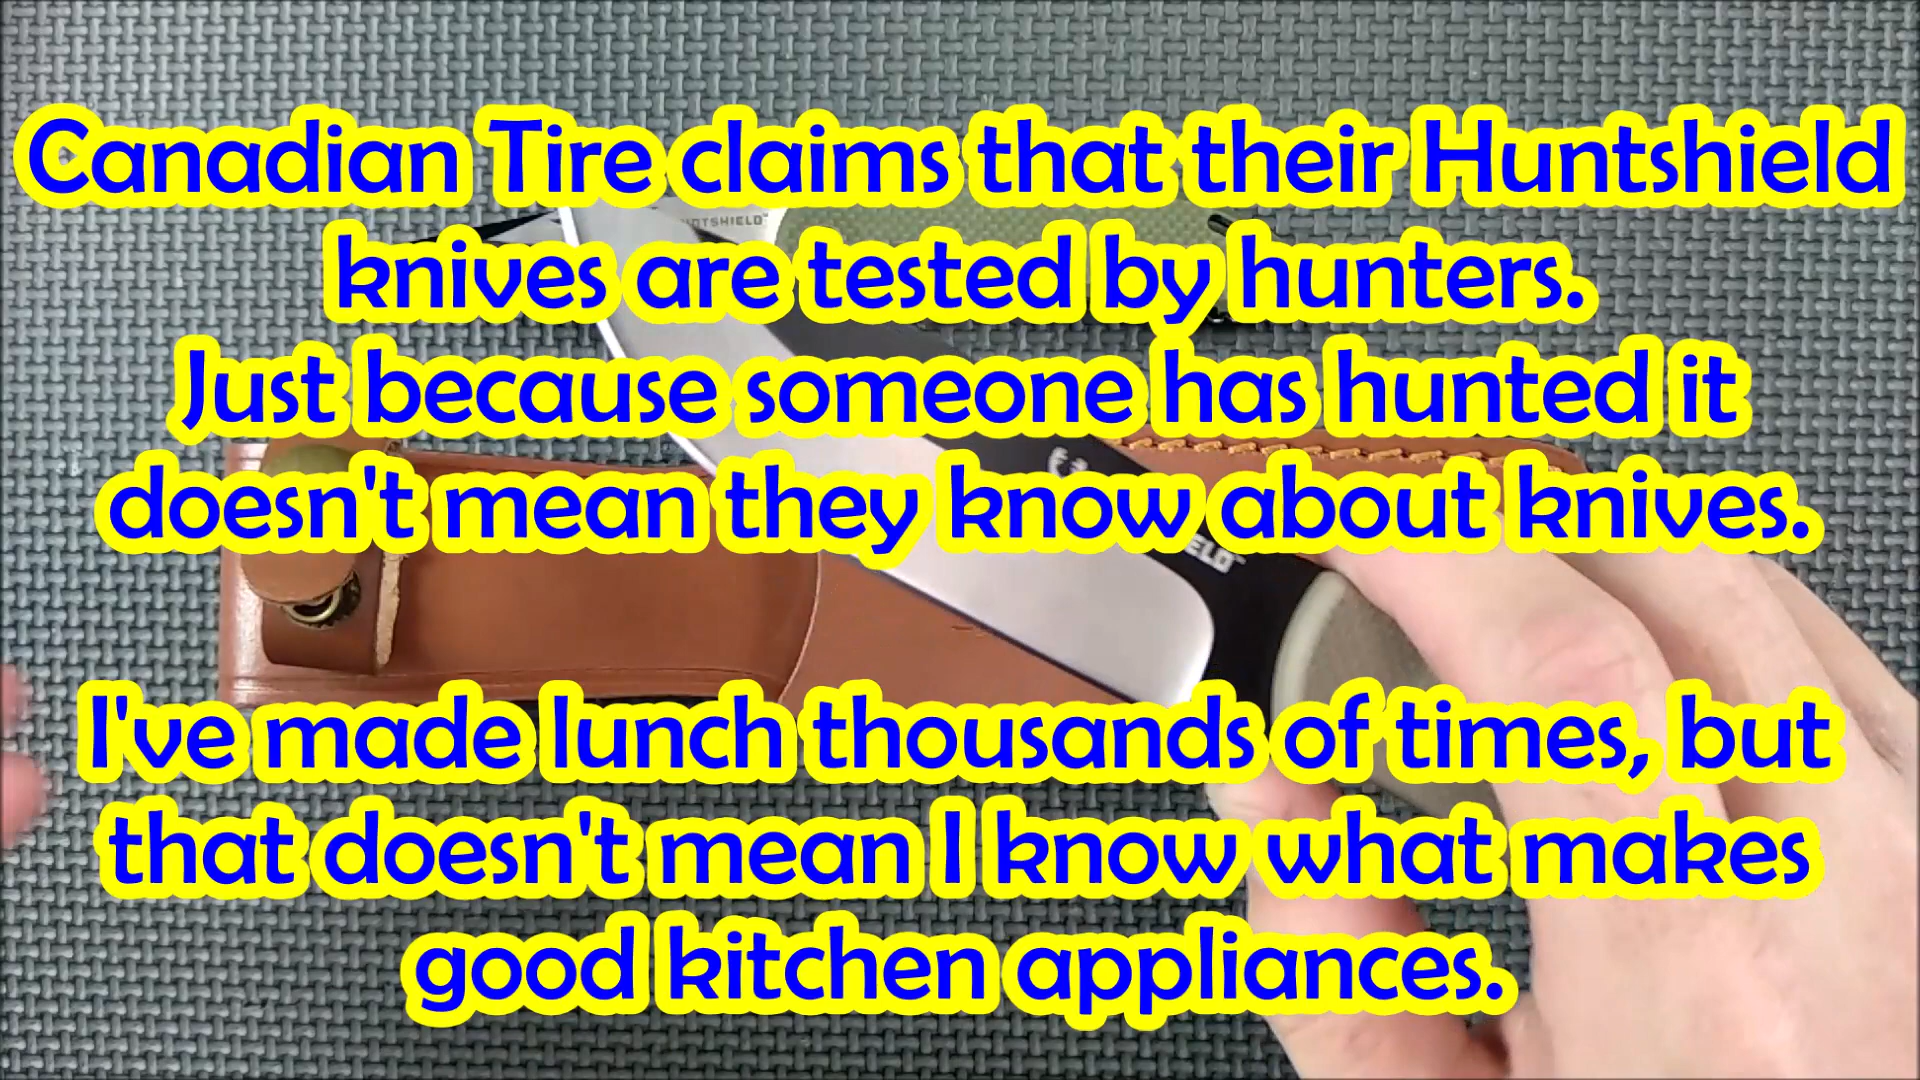 Canadian Tire claims that their Huntshield
knives are tested by hunters.
Just because someone has hunted it
doesn't mean they know about knives.
I've made lunch thousands of times, but
that doesn't mean I know what makes
good kitchen appliances.